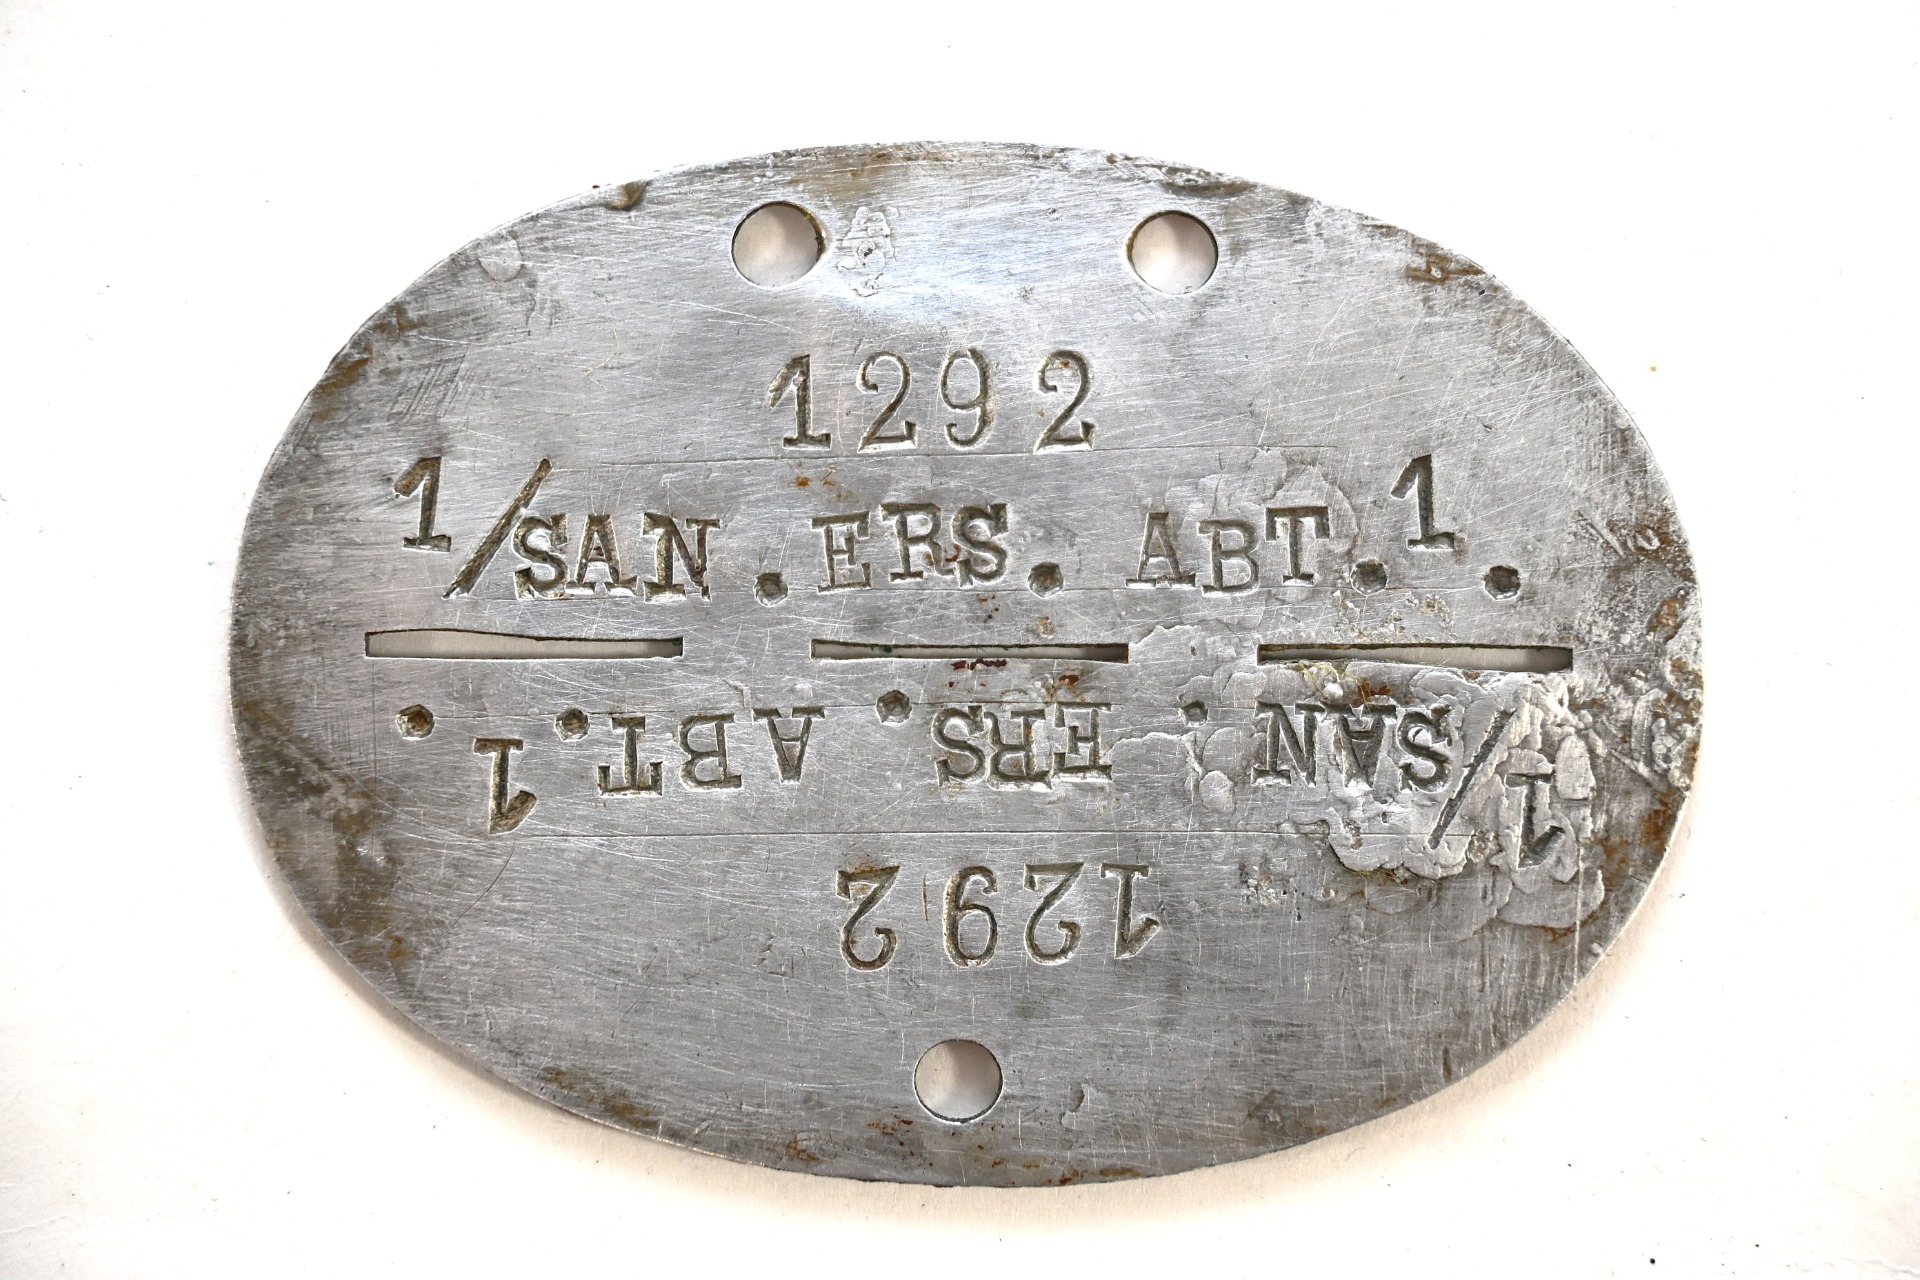 1292
1/SAN.ERS. ABT.1.
1/SAN. ERS. ABT.1.
1292